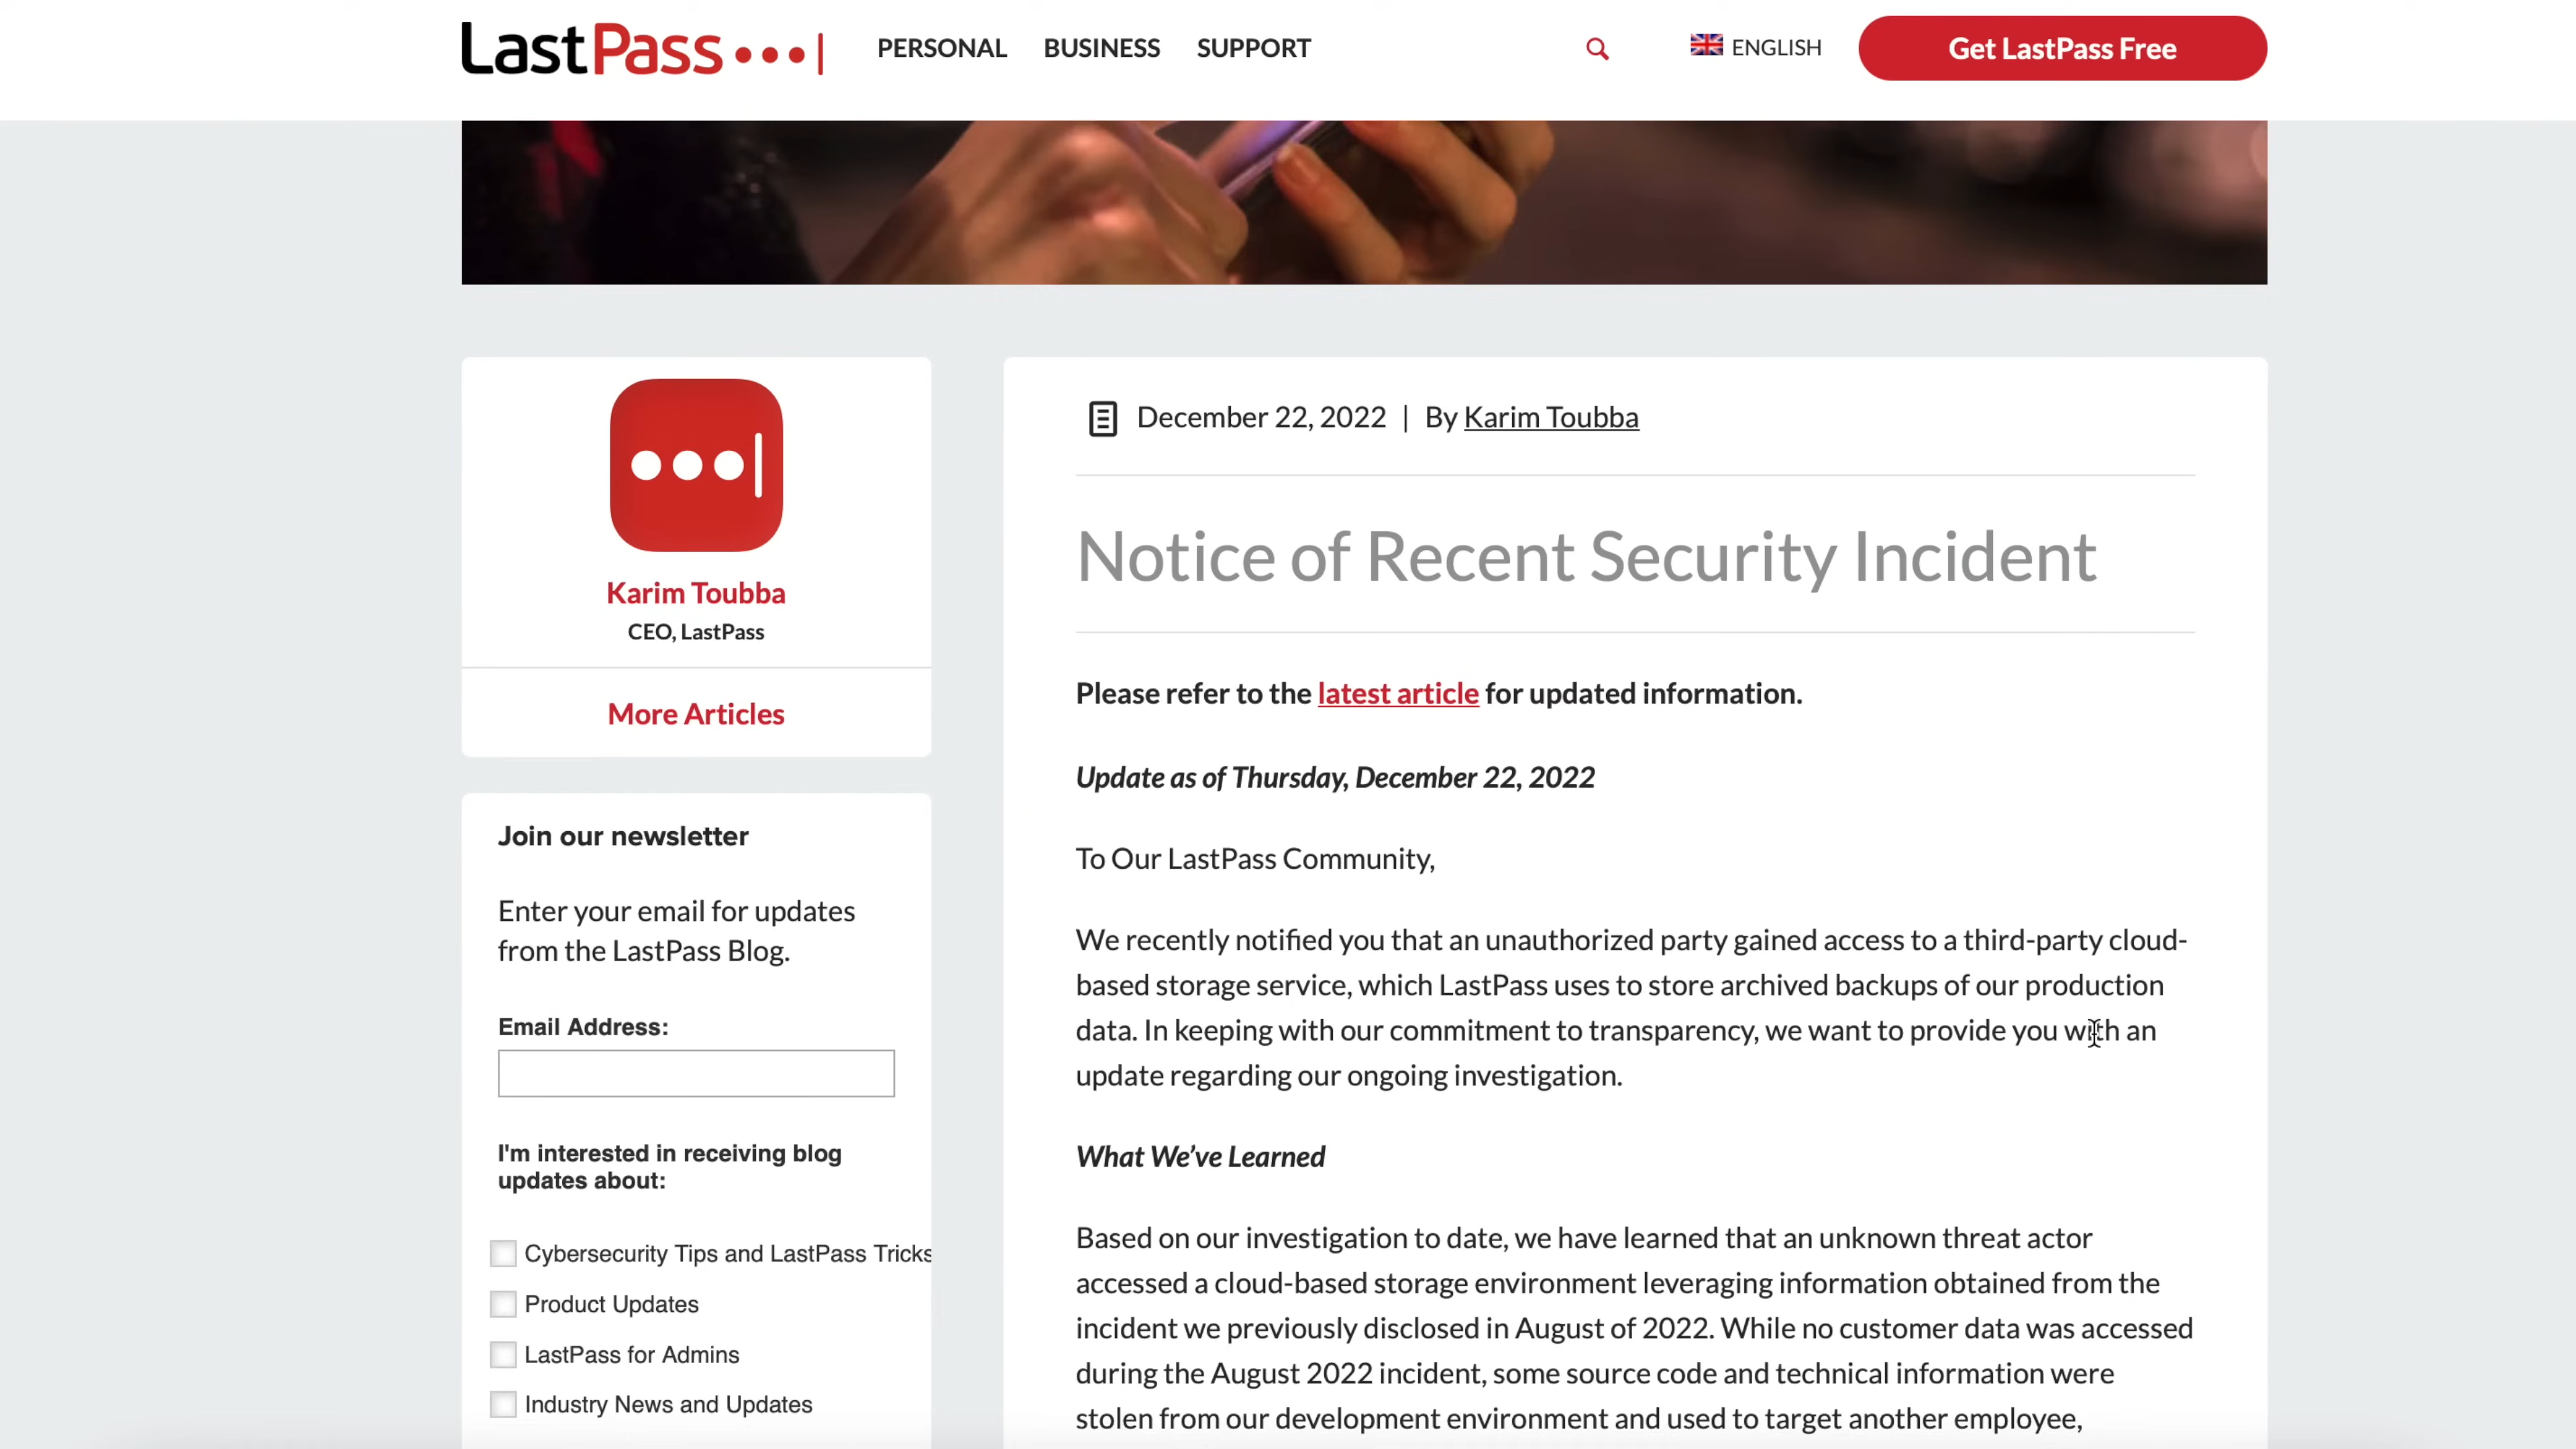 LastPass
PERSONAL
BUSINESS
SUPPORT
ENGLISH
Get LastPass Free
Karim Toubba
CEO, LastPass
More Articles
Join our newsletter
Enter your email for updates
from the LastPass Blog.
Email Address:
I'm interested in receiving blog
updates about:
Cybersecurity Tips and LastPass Tricks
Product Updates
LastPass for Admins
Industry News and Updates
December 22, 2022 | By Karim Toubba
Notice of Recent Security Incident
Please refer to the latest article for updated information.
Update as of Thursday, December 22, 2022
To Our LastPass Community,
We recently notified you that an unauthorized party gained access to a third-party cloud-
based storage service, which LastPass uses to store archived backups of our production
data. In keeping with our commitment to transparency, we want to provide you with an
update regarding our ongoing investigation.
What We’ve Learned
Based on our investigation to date, we have learned that an unknown threat actor
accessed a cloud-based storage environment leveraging information obtained from the
incident we previously disclosed in August of 2022. While no customer data was accessed
during the August 2022 incident, some source code and technical information were
stolen from our development environment and used to target another employee,